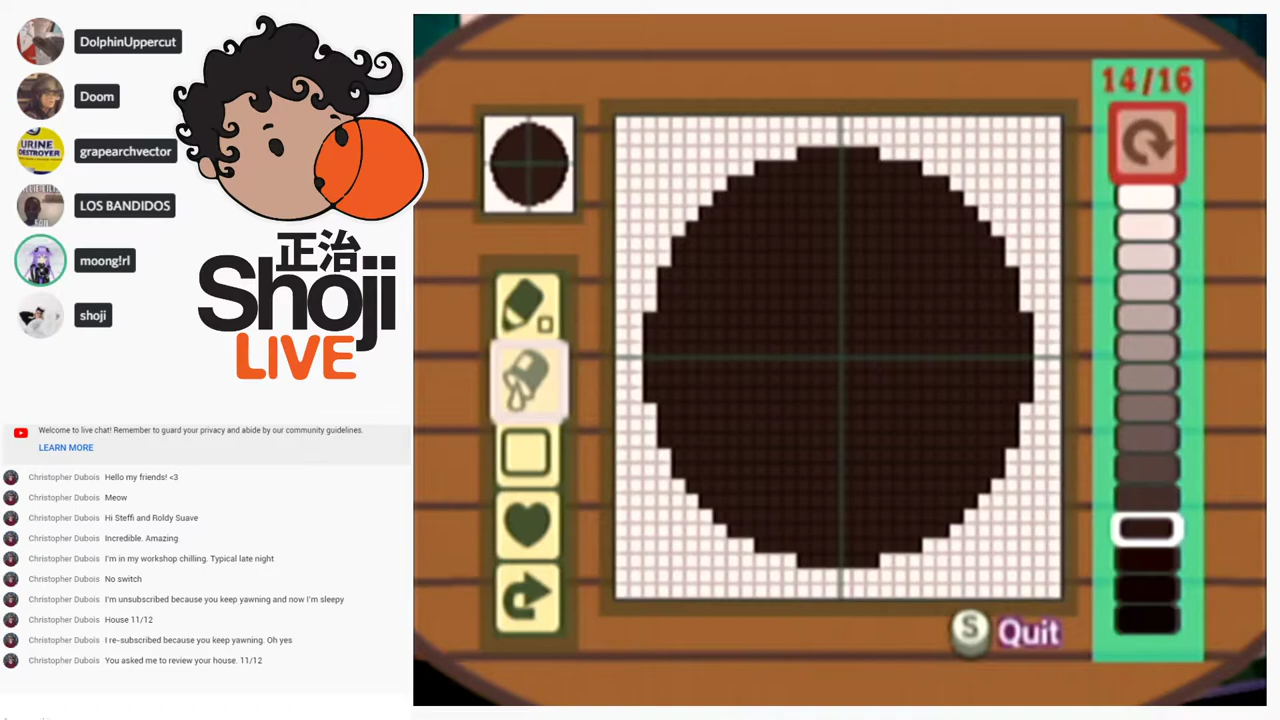 DolphinUppercut
Doom
URINE
DESTROYER
grapearchvector
LOS BANDIDOS
moong!rl
shoji
正治
Shoji
LIVE
Welcome to live chat! Remember to guard your privacy and abide by our community guidelines.
LEARN MORE
Christopher Dubois Hello my friends! <3
Christopher Dubois Meow
Christopher Dubois Hi Steffi and Roldy Suave
Christopher Dubois Incredible. Amazing
Christopher Dubois I'm in my workshop chilling. Typical late night
Christopher Dubois No switch
Christopher Dubois I'm unsubscribed because you keep yawning and now I'm sleepy
Christopher Dubois House 11/12
Christopher Dubois I re-subscribed because you keep yawning. Oh yes
Christopher Dubois You asked me to review your house. 11/12
14/16
S Quit